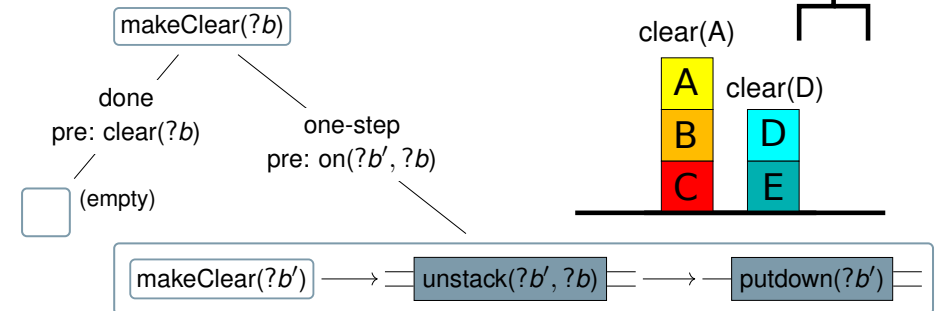 makeClear(?b)
done
pre: clear(?b)
(empty)
one-step
pre: on(?b′, ?b)
makeClear(?b′)
unstack(?b′, ?b)
putdown(?b′)
clear(A)
A
B
C
clear(D)
D
E